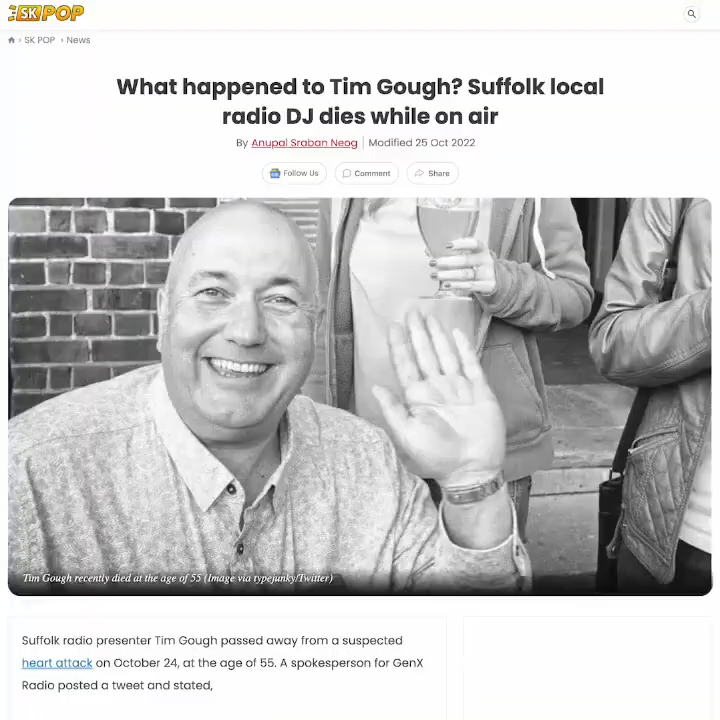 SK POP
SK POP › News
What happened to Tim Gough? Suffolk local
radio DJ dies while on air
By Anupal Sraban Neog | Modified 25 Oct 2022
Follow Us Comment Share
Tim Gough recently died at the age of 55 (Image via typejunky/Twitter)
Suffolk radio presenter Tim Gough passed away from a suspected
heart attack on October 24, at the age of 55. A spokesperson for GenX
Radio posted a tweet and stated,